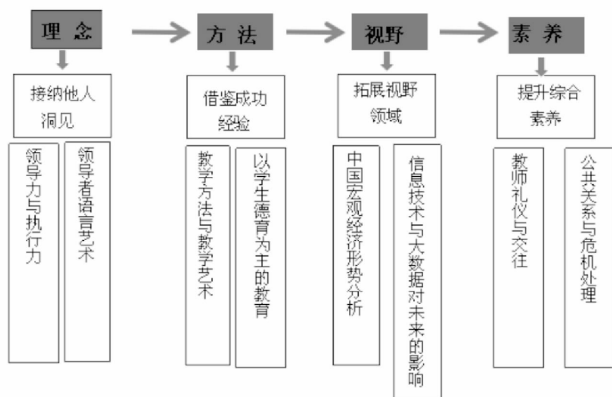 理念
方法
视野
素养
接纳他人
洞见
借鉴成功
经验
拓展视野
领域
提升综合
素养
领导力与执行力
领导者语言艺术
教学方法与教学艺术
以学生德育为主的教育
中国宏观经济形势分析
信息技术与大数据对未来的影响
教师礼仪与交往
公共关系与危机处理